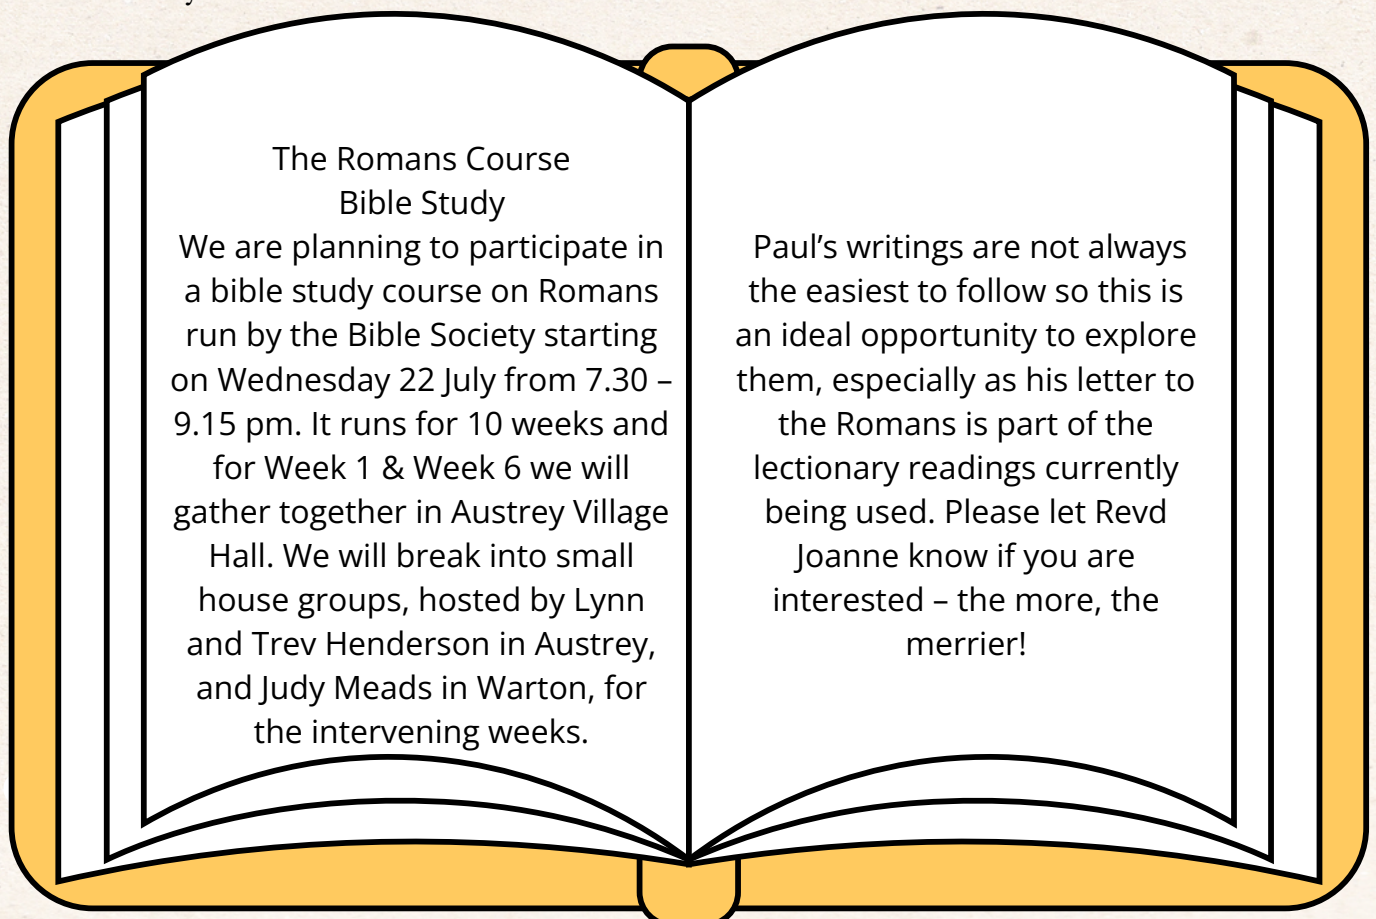 The Romans Course
Bible Study
We are planning to participate in
a bible study course on Romans
run by the Bible Society starting
on Wednesday 22 July from 7.30 –
9.15 pm. It runs for 10 weeks and
for Week 1 & Week 6 we will
gather together in Austrey Village
Hall. We will break into small
house groups, hosted by Lynn
and Trev Henderson in Austrey,
and Judy Meads in Warton, for
the intervening weeks.
Paul’s writings are not always
the easiest to follow so this is
an ideal opportunity to explore
them, especially as his letter to
the Romans is part of the
lectionary readings currently
being used. Please let Revd
Joanne know if you are
interested – the more, the
merrier!